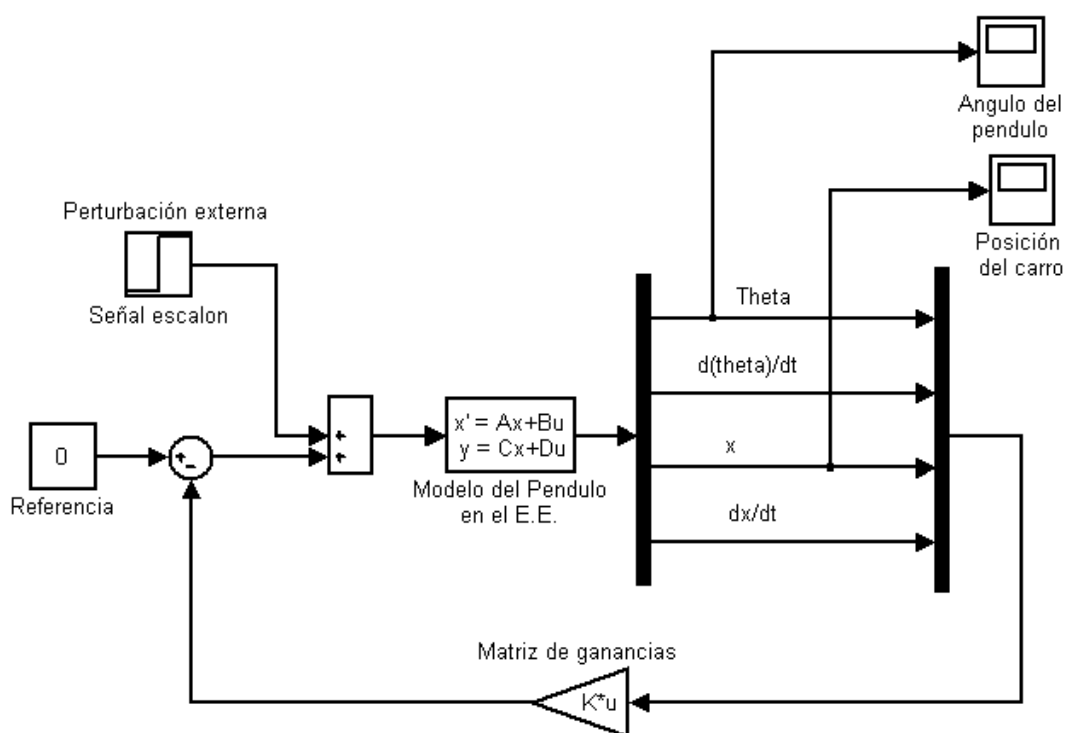 Angulo del
pendulo
Perturbación externa
Posición
del carro
Señal escalon
Theta
d(theta)/dt
x' = Ax+Bu
y = Cx+Du
0
x
Referencia
Modelo del Pendulo
en el E.E.
dx/dt
Matriz de ganancias
K*u